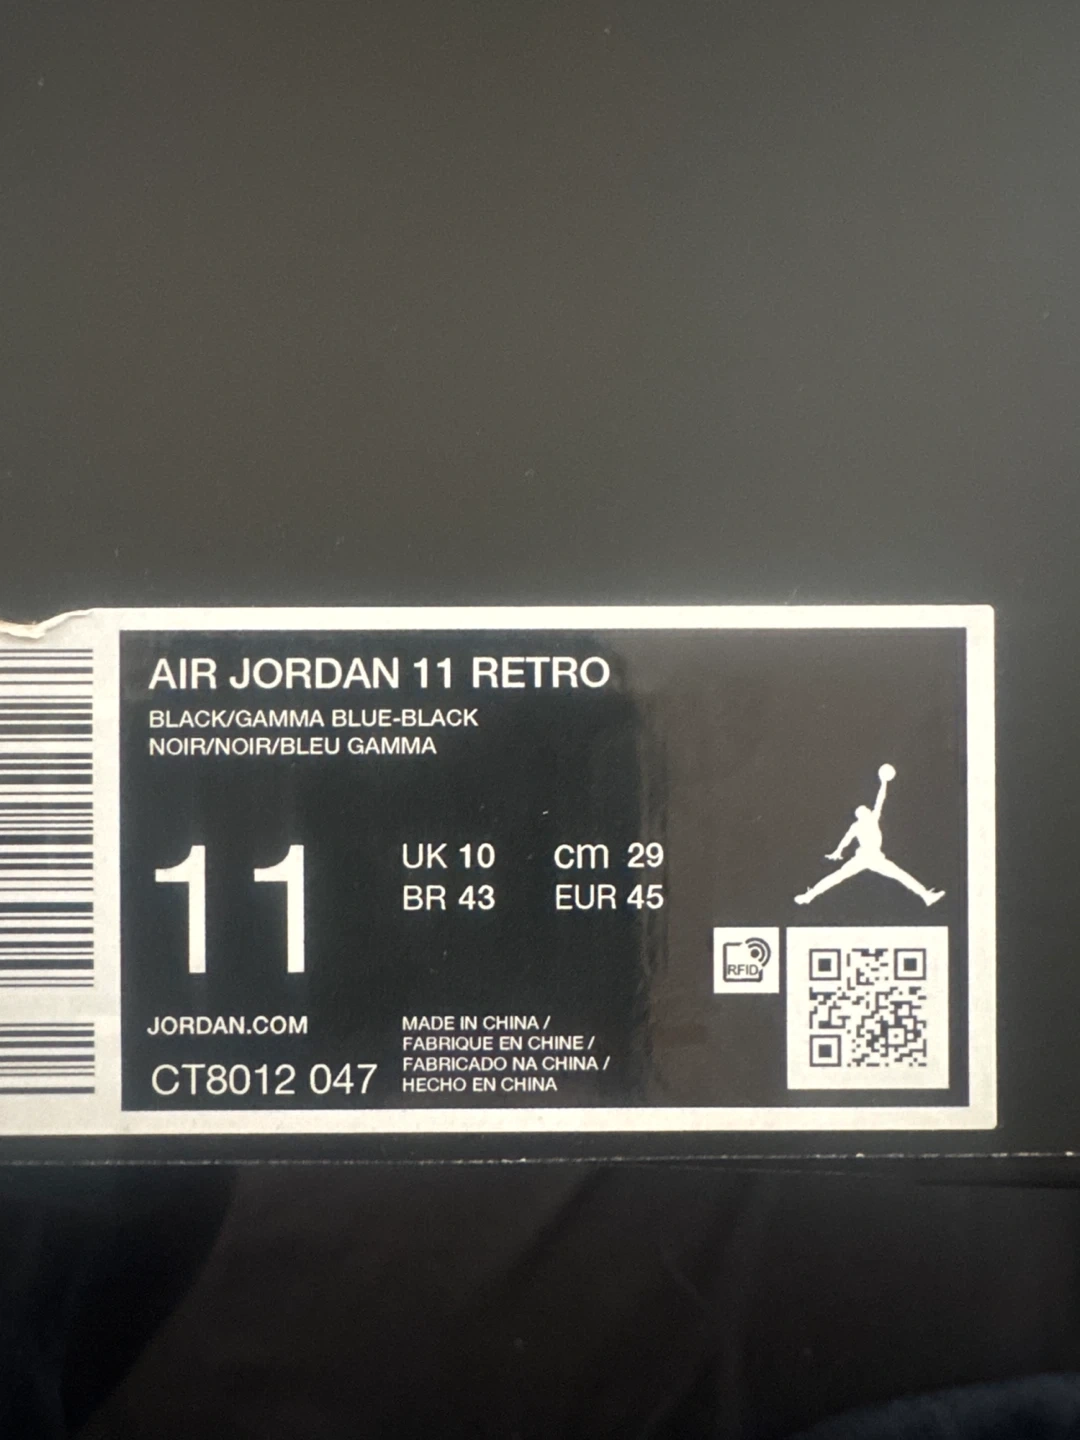 AIR JORDAN 11 RETRO
BLACK/GAMMA BLUE-BLACK
NOIR/NOIR/BLEU GAMMA
11
UK 10 cm 29
BR 43 EUR 45
RFID
JORDAN.COM
CT8012 047
MADE IN CHINA /
FABRIQUE EN CHINE /
FABRICADO NA CHINA /
HECHO EN CHINA